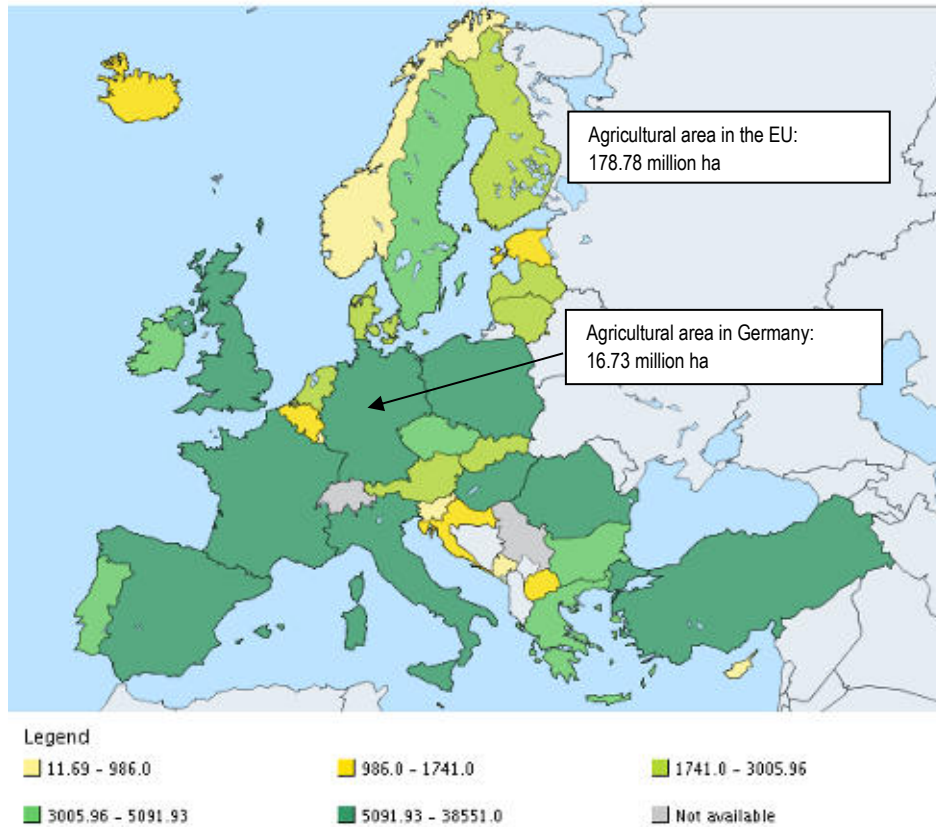 Agricultural area in the EU:
178.78 million ha
Agricultural area in Germany:
16.73 million ha
Legend
11.69 - 986.0
986.0 - 1741.0
1741.0 - 3005.96
3005.96 - 5091.93
5091.93 - 38551.0
Not available